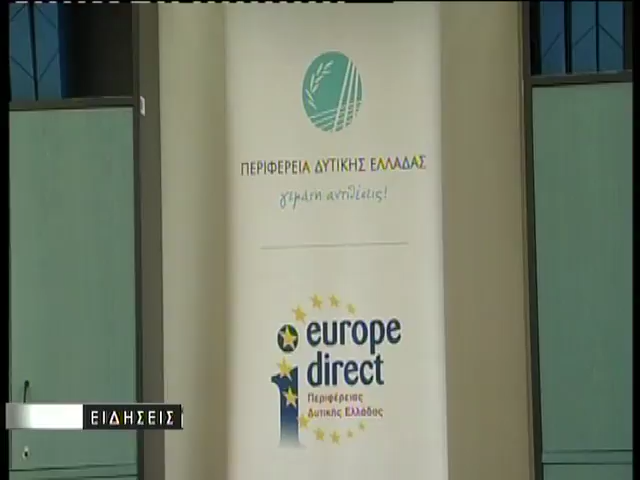 ΠΕΡΙΦΕΡΕΙΑ ΔΥΤΙΚΗΣ ΕΛΛΑΔΑΣ
γεμάτη αντιθέσεις!
europe
direct
Περιφέρειας
Δυτικής Ελλάδας
ΕΙΔΗΣΕΙΣ